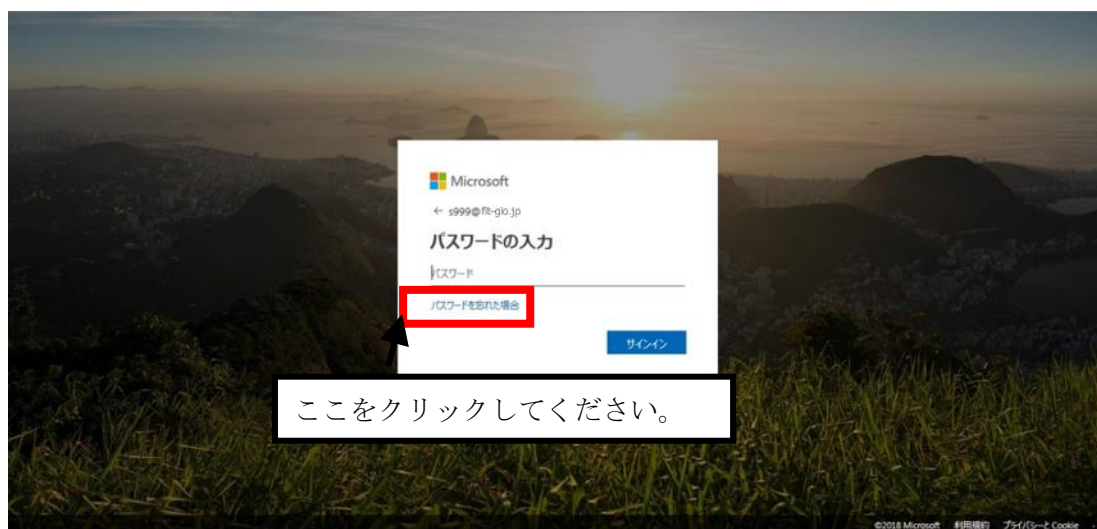 Microsoft
← s999@fit-gio.jp
パスワードの入力
パスワード
パスワードを忘れた場合
サインイン
ここをクリックしてください。
©2018 Microsoft 利用規約 プライバシーと Cookie